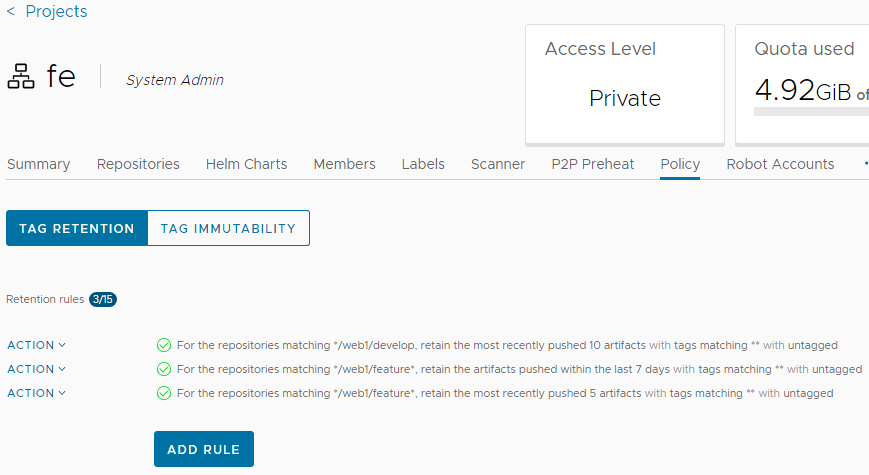 < Projects
fe
System Admin
Access Level
Private
Quota used
4.92GiB of
Summary Repositories Helm Charts Members Labels Scanner P2P Preheat Policy Robot Accounts
TAG RETENTION TAG IMMUTABILITY
Retention rules 3/15
ACTION For the repositories matching */web1/develop, retain the most recently pushed 10 artifacts with tags matching ** with untagged
ACTION For the repositories matching */web1/feature*, retain the artifacts pushed within the last 7 days with tags matching ** with untagged
ACTION For the repositories matching */web1/feature*, retain the most recently pushed 5 artifacts with tags matching ** with untagged
ADD RULE